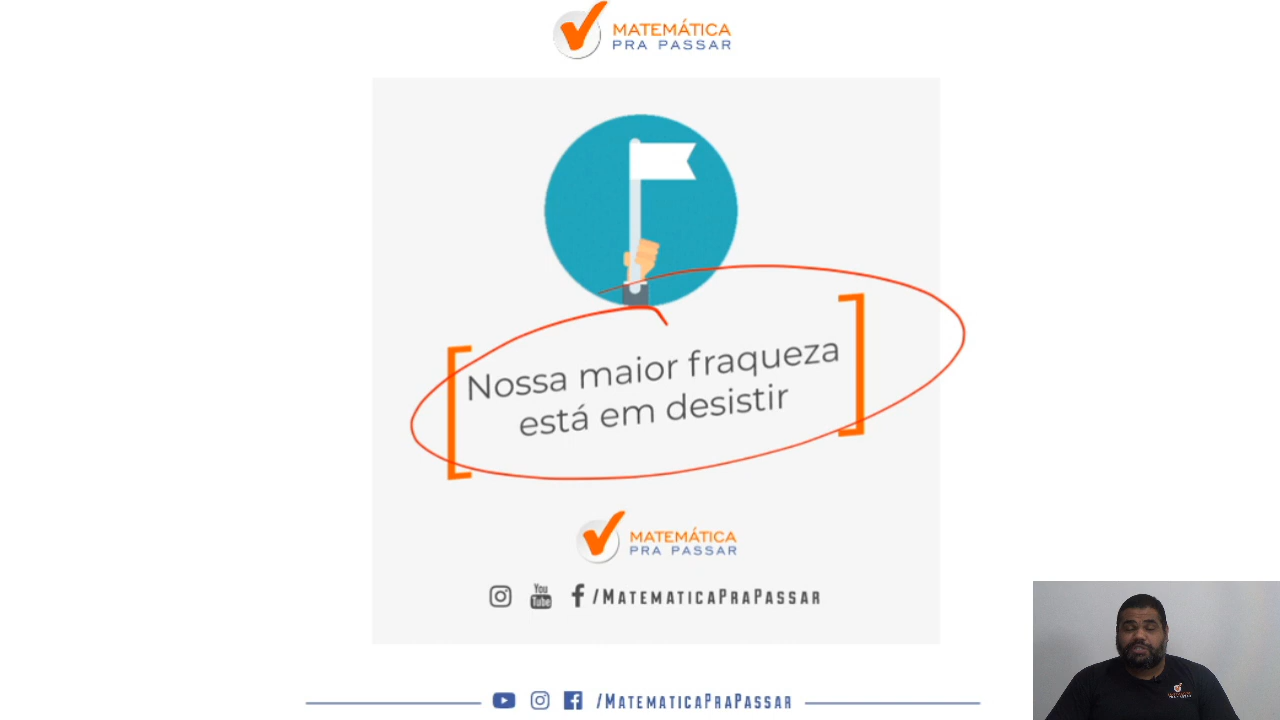 MATEMÁTICA
PRA PASSAR
Nossa maior fraqueza
está em desistir
MATEMÁTICA
PRA PASSAR
You
Tube
/MATEMATICAPRAPASSAR
/MATEMATICAPRAPASSAR